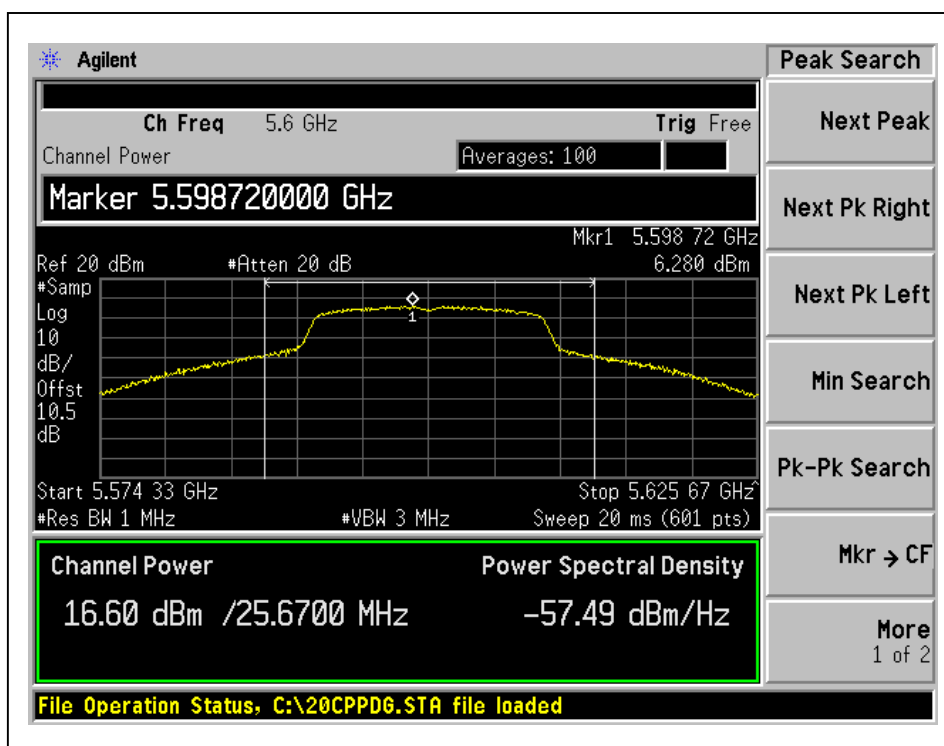 Agilent
Peak Search
Ch Freq 5.6 GHz Trig Free
Channel Power Averages: 100
Marker 5.598720000 GHz
Mkr1 5.598 72 GHz
Ref 20 dBm #Atten 20 dB 6.280 dBm
#Samp
Log
10
dB/
Offst
10.5
dB
1
Start 5.574 33 GHz Stop 5.625 67 GHz^
#Res BW 1 MHz #VBW 3 MHz Sweep 20 ms (601 pts)
Channel Power Power Spectral Density
16.60 dBm /25.6700 MHz -57.49 dBm/Hz
File Operation Status, C:\20CPPDG.STA file loaded
Next Peak
Next Pk Right
Next Pk Left
Min Search
Pk-Pk Search
Mkr → CF
More
1 of 2